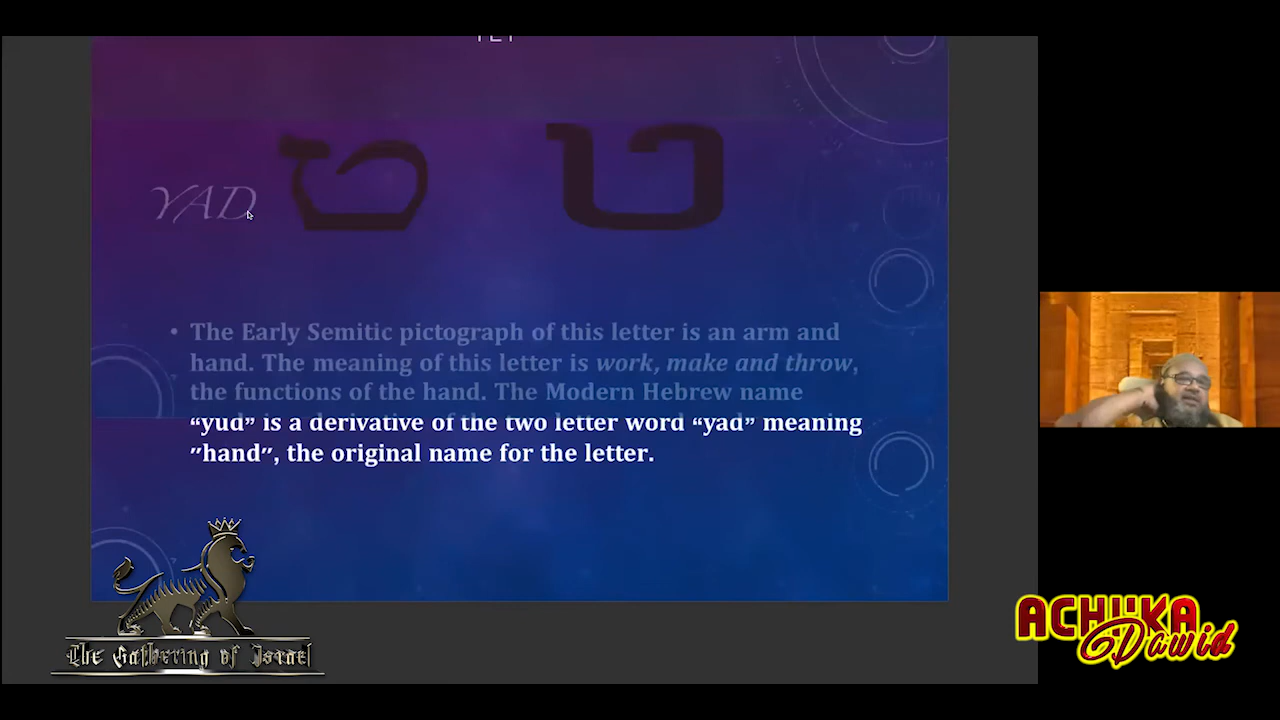 TET
YAD
ט ט
• The Early Semitic pictograph of this letter is an arm and
hand. The meaning of this letter is work, make and throw,
the functions of the hand. The Modern Hebrew name
“yud” is a derivative of the two letter word “yad” meaning
”hand”, the original name for the letter.
The Gathering of Israel
ACHUKA
Dawid